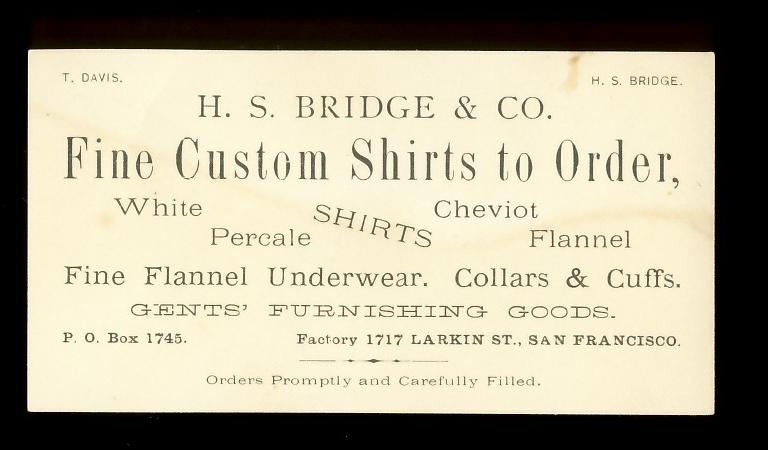 T. DAVIS. H. S. BRIDGE.
H. S. BRIDGE & CO.
Fine Custom Shirts to Order,
White SHIRTS Cheviot
Percale Flannel
Fine Flannel Underwear. Collars & Cuffs.
GENTS' FURNISHING GOODS.
P. O. Box 1745. Factory 1717 LARKIN ST., SAN FRANCISCO.
Orders Promptly and Carefully Filled.